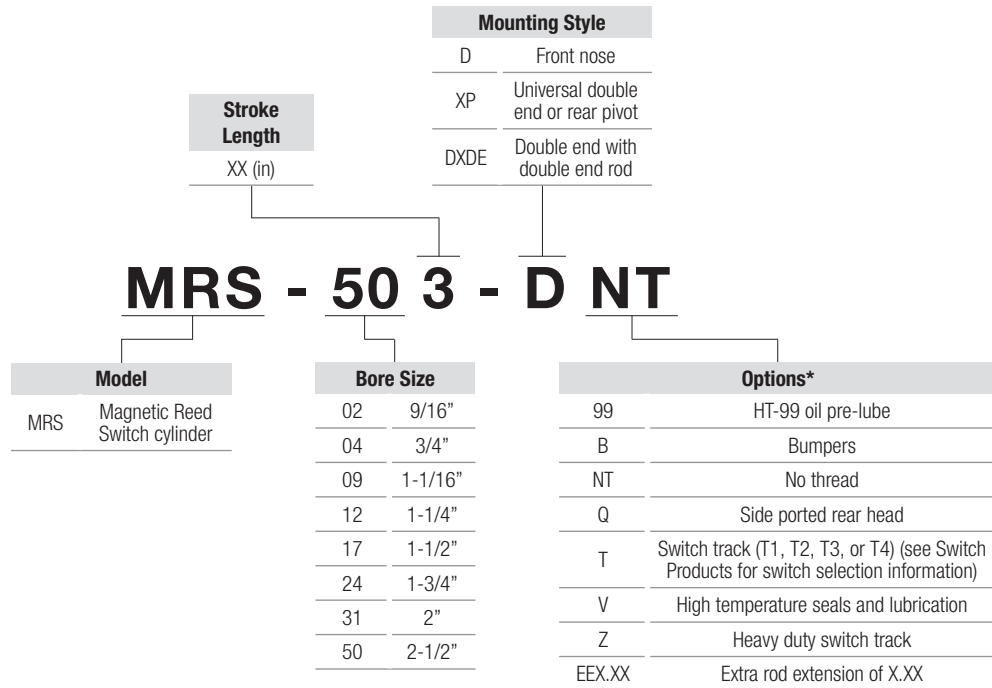 Mounting Style
D Front nose
XP Universal double
end or rear pivot
DXDE Double end with
double end rod
Stroke
Length
XX (in)
MRS - 50 3 - D NT
Model
MRS Magnetic Reed
Switch cylinder
Bore Size
02 9/16”
04 3/4”
09 1-1/16”
12 1-1/4”
17 1-1/2”
24 1-3/4”
31 2”
50 2-1/2”
Options*
99 HT-99 oil pre-lube
B Bumpers
NT No thread
Q Side ported rear head
T Switch track (T1, T2, T3, or T4) (see Switch
Products for switch selection information)
V High temperature seals and lubrication
Z Heavy duty switch track
EEX.XX Extra rod extension of X.XX